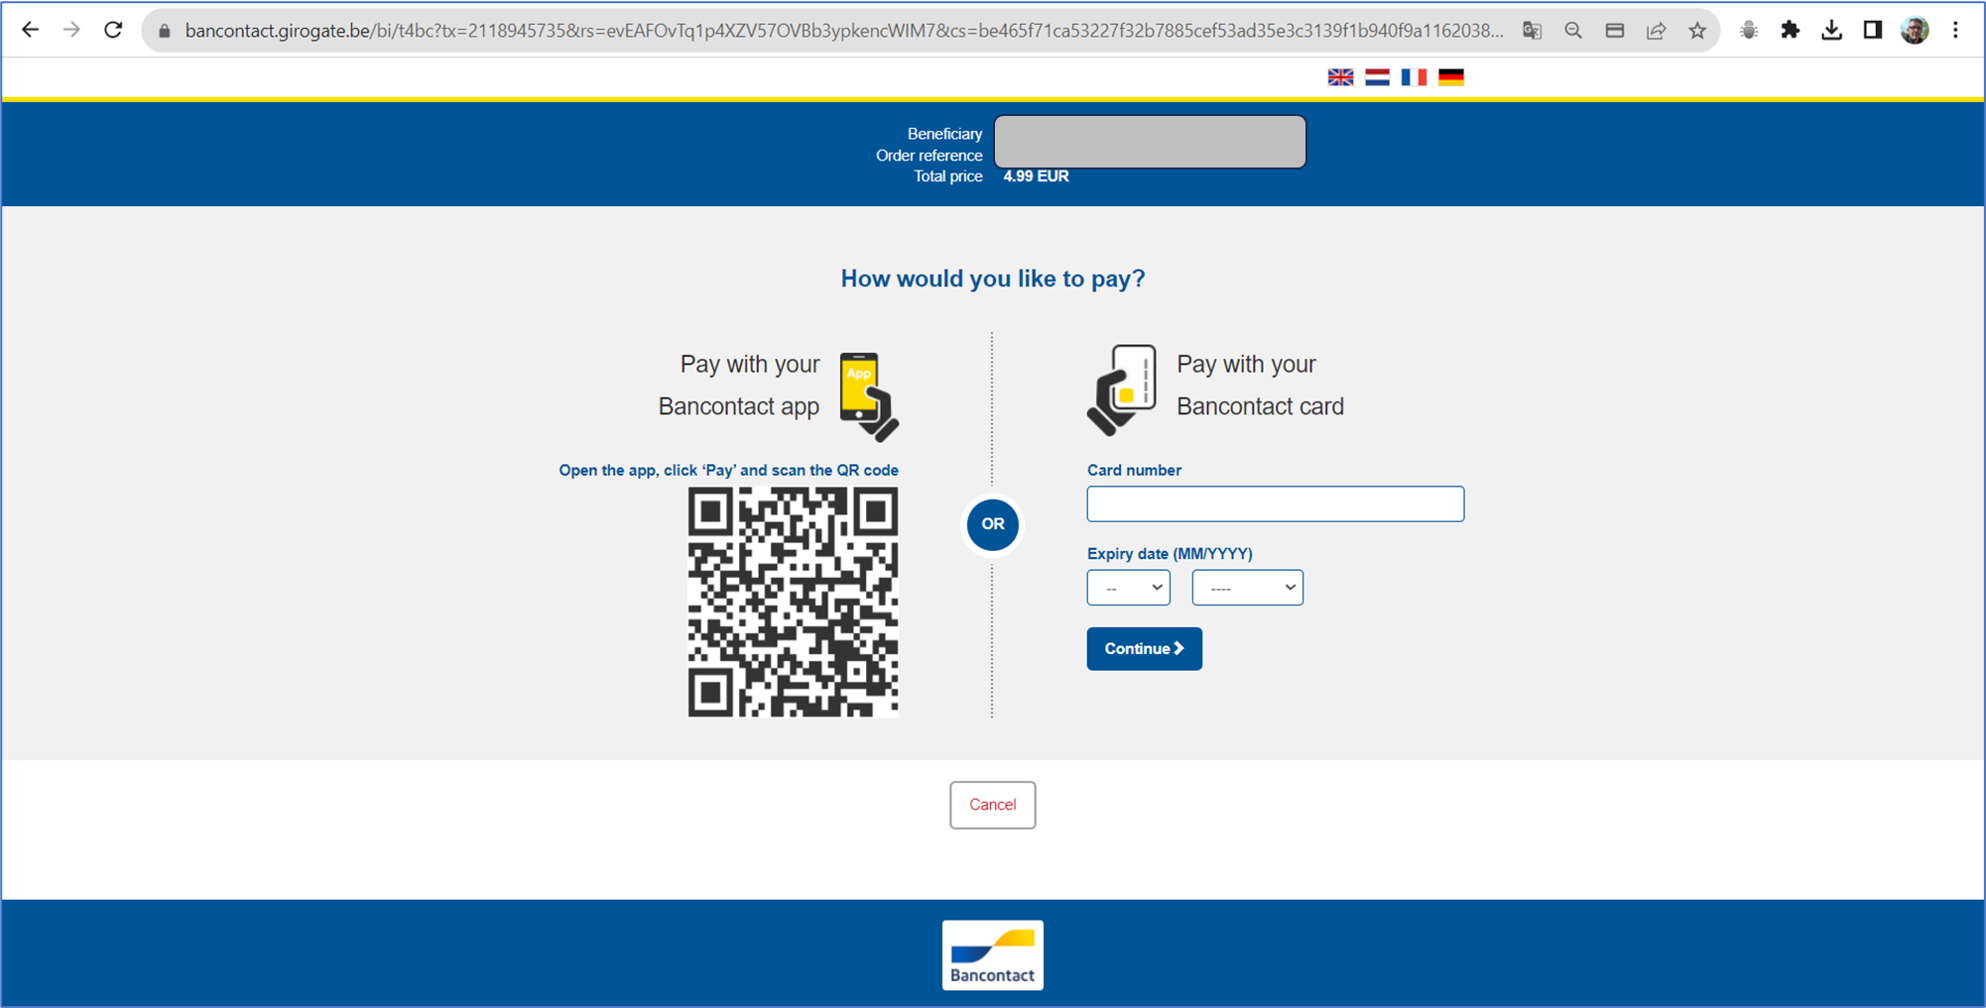 bancontact.girogate.be/bi/t4bc?tx=2118945735&rs=evEAFOvTq1p4XZV57OVBb3ypkencWIM7&cs=be465f71ca53227f32b7885cef53ad35e3c3139f1b940f9a1162038...
Beneficiary
Order reference
Total price 4.99 EUR
How would you like to pay?
Pay with your
Bancontact app
App
Open the app, click ‘Pay’ and scan the QR code
OR
Pay with your
Bancontact card
Card number
Expiry date (MM/YYYY)
-- ----
Continue
Cancel
Bancontact